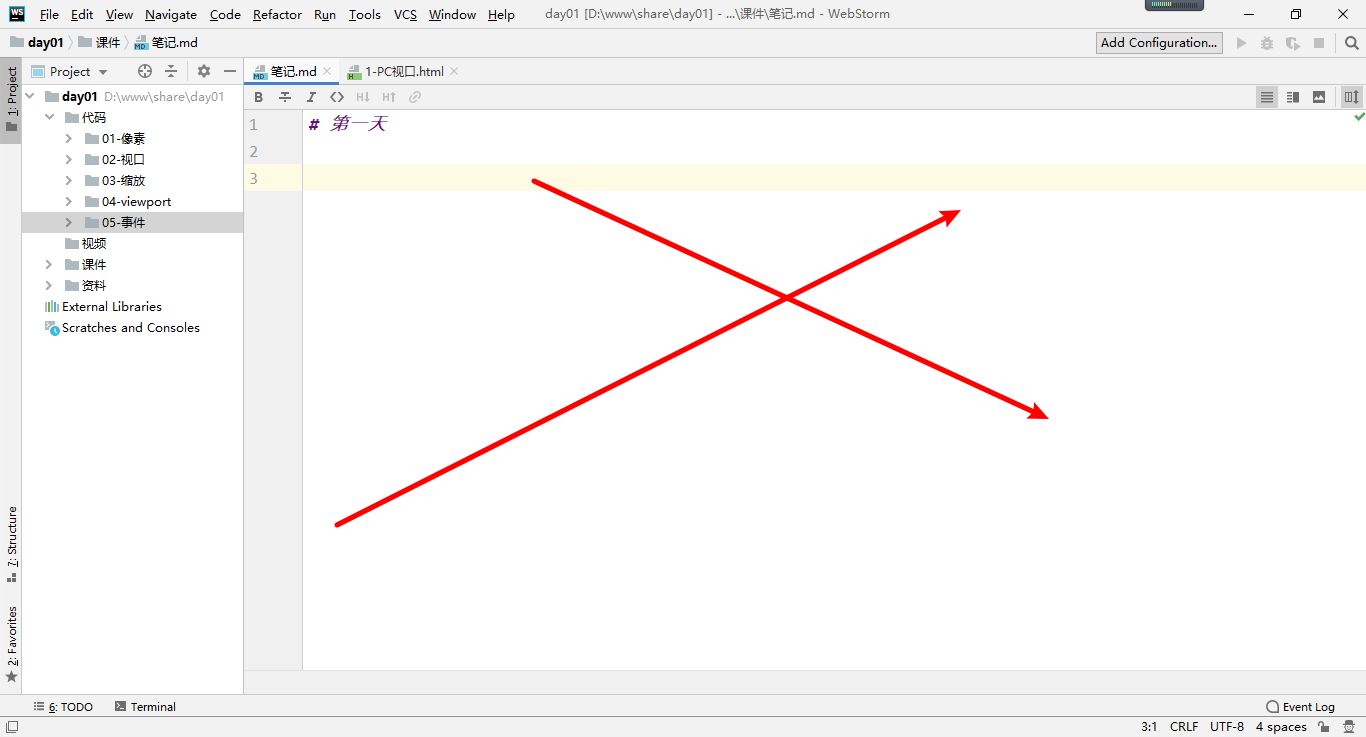 WS File Edit View Navigate Code Refactor Run Tools VCS Window Help day01 [D:\www\share\day01] - ...\课件\笔记.md - WebStorm
day01 课件 MD 笔记.md Add Configuration...
1: Project
Project
MD 笔记.md H 1-PC视口.html
day01 D:\www\share\day01
B I H↓ H↑
代码
01-像素
02-视口
03-缩放
04-viewport
05-事件
视频
课件
资料
External Libraries
Scratches and Consoles
1 # 第一天
2
3
7: Structure
2: Favorites
6: TODO Terminal Event Log
3:1 CRLF UTF-8 4 spaces